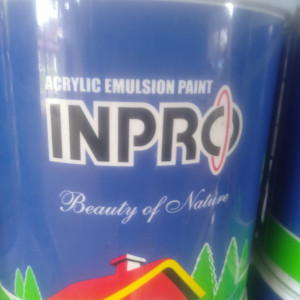 ACRYLIC EMULSION PAINT
INPRO
Beauty of Nature